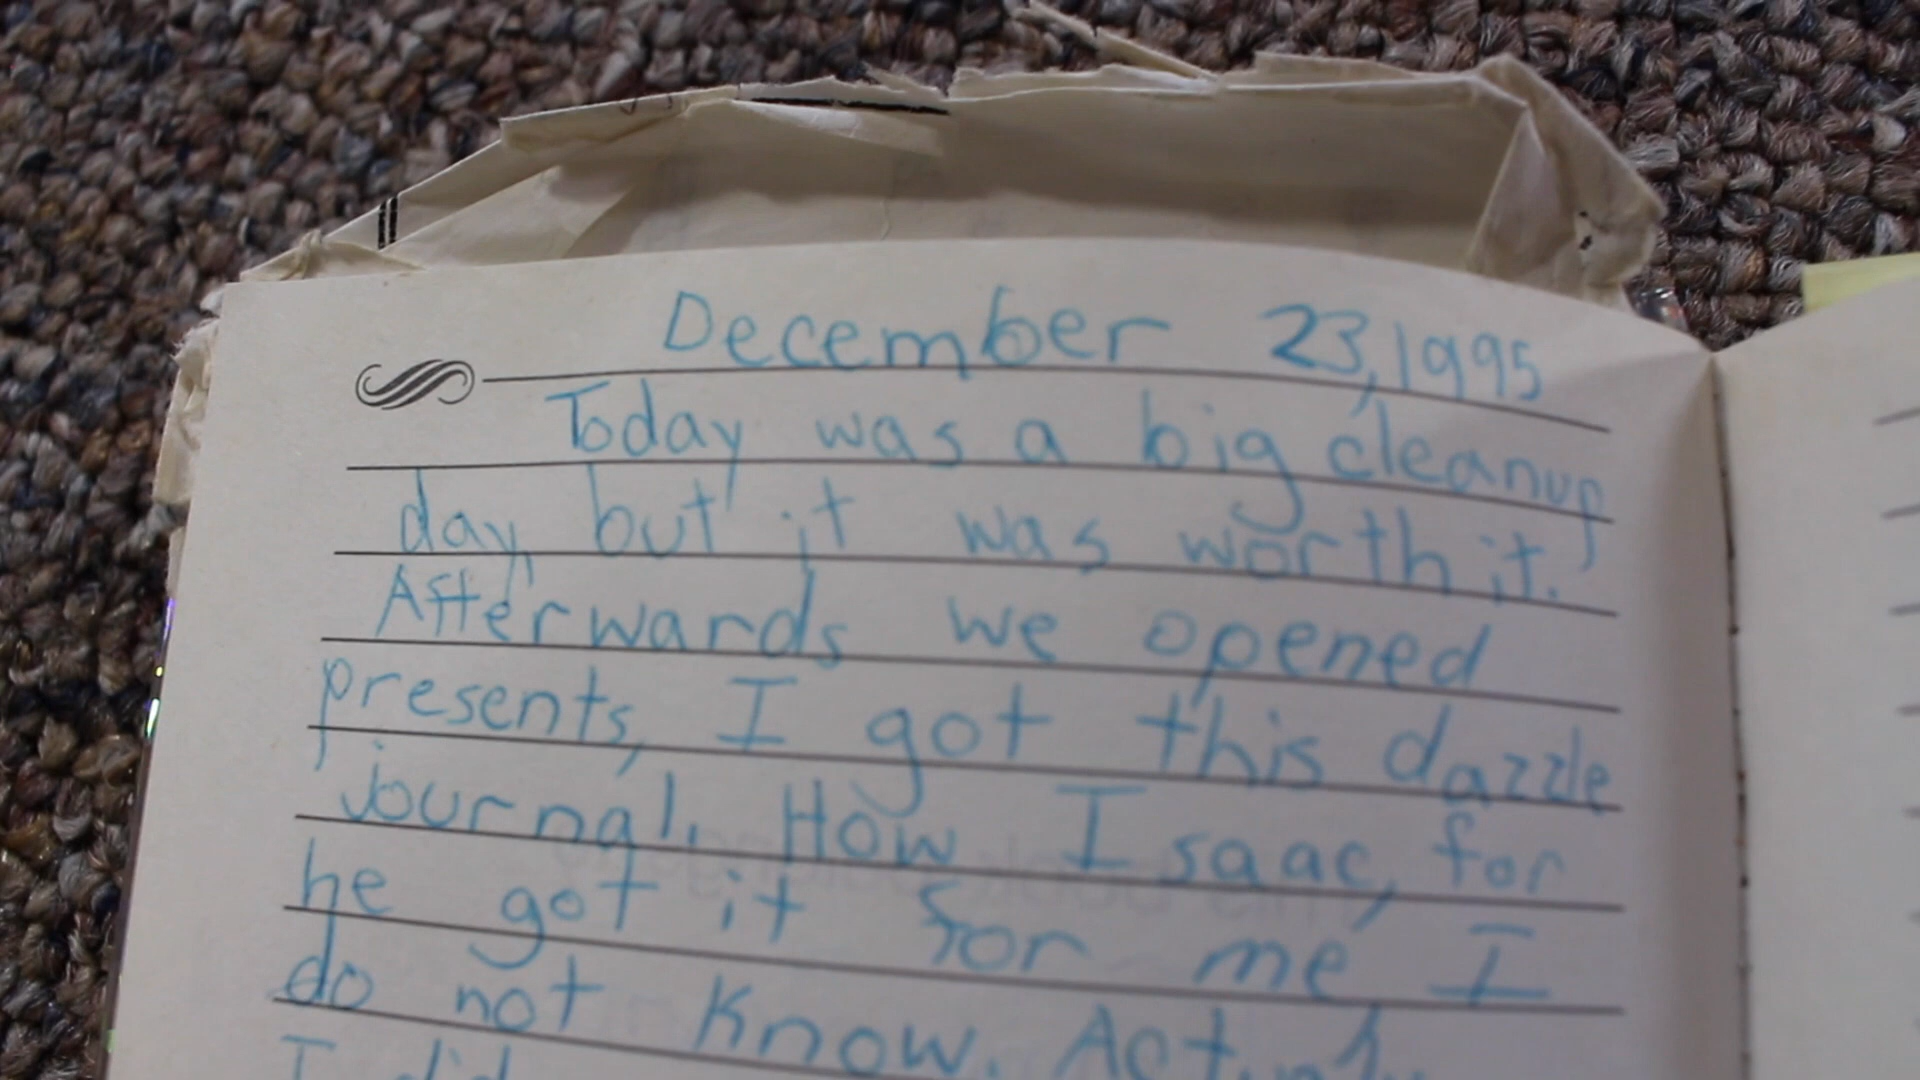 December 23, 1995
Today was a big cleanup
day, but it was worth it.
Afterwards we opened
presents, I got this dazzle
journal. How Isaac, for
he got it for me, I
do not know.
I did